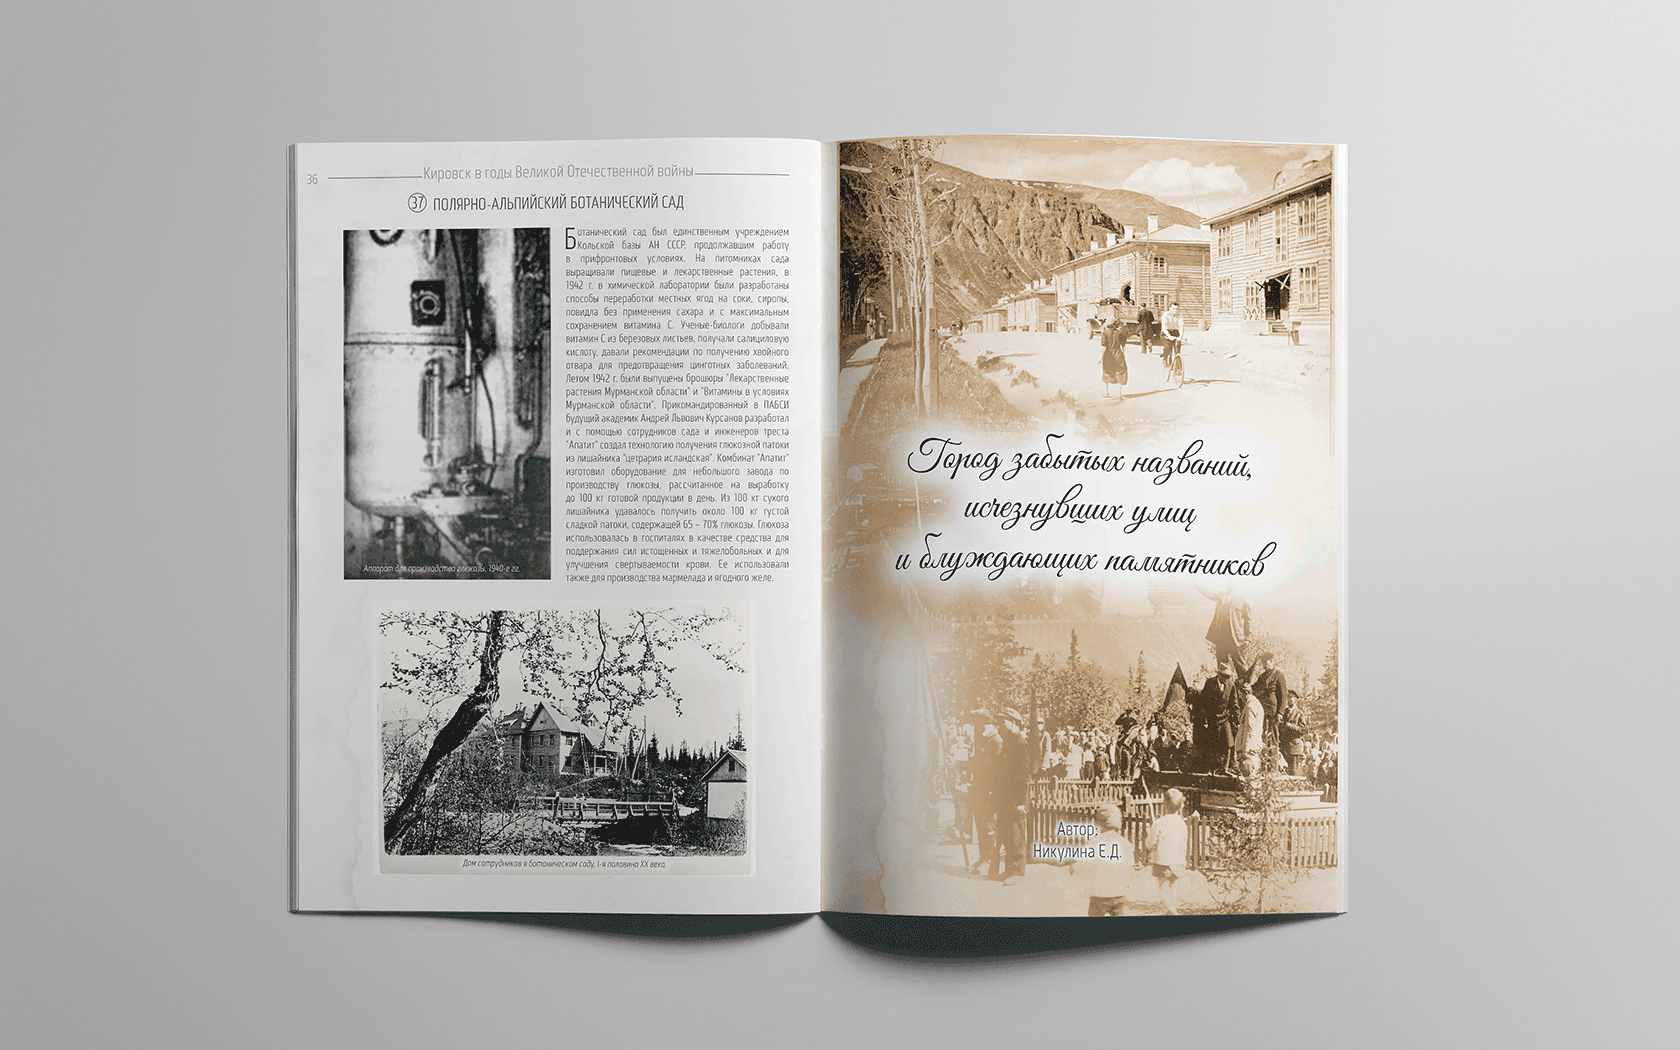 36
Кировск в годы Великой Отечественной войны
37 ПОЛЯРНО-АЛЬПИЙСКИЙ БОТАНИЧЕСКИЙ САД
Ботанический сад был единственным учреждением
Кольской базы АН СССР, продолжавшим работу
в прифронтовых условиях. На питомниках сада
выращивали пищевые и лекарственные растения, в
1942 г. в химической лаборатории были разработаны
способы переработки местных ягод на соки, сиропы,
повидла без применения сахара и с максимальным
сохранением витамина С. Ученые-биологи добывали
витамин С из березовых листьев, получали салициловую
кислоту, давали рекомендации по получению хвойного
отвара для предотвращения цинготных заболеваний.
Летом 1942 г. были выпущены брошюры "Лекарственные
растения Мурманской области" и "Витамины в условиях
Мурманской области". Прикомандированный в ПАБСИ
будущий академик Андрей Львович Курсанов разработал
и с помощью сотрудников сада и инженеров треста
"Апатит" создал технологию получения глюкозной патоки
из лишайника "цетрария исландская". Комбинат "Апатит"
изготовил оборудование для небольшого завода по
производству глюкозы, рассчитанное на выработку
до 100 кг готовой продукции в день. Из 100 кг сухого
лишайника удавалось получить около 100 кг густой
сладкой патоки, содержащей 65 – 70% глюкозы. Глюкоза
использовалась в госпиталях в качестве средства для
поддержания сил истощенных и тяжелобольных и для
улучшения свертываемости крови. Ее использовали
также для производства мармелада и ягодного желе.
Аппарат для производства глюкозы, 1940-е гг.
Дом сотрудников в ботаническом саду, I-я половина XX века.
Город забытых названий,
исчезнувших улиц
и блуждающих памятников
Автор:
Никулина Е.Д.